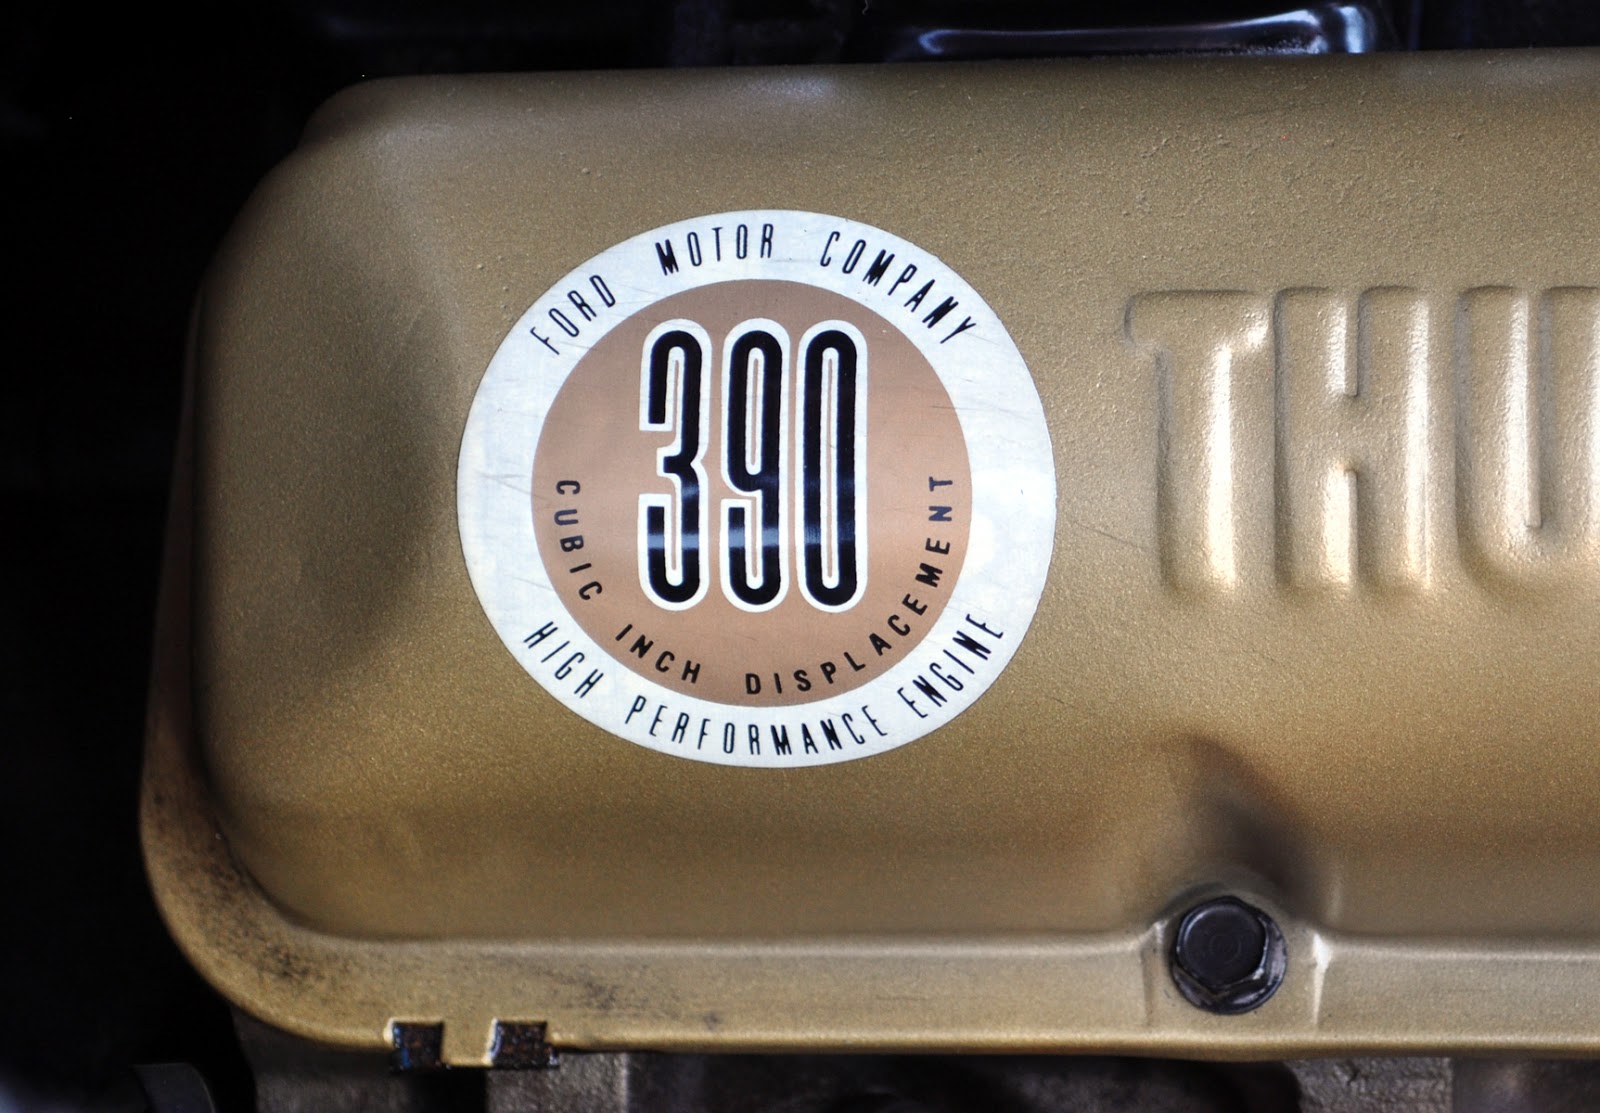 FORD MOTOR COMPANY
390
CUBIC INCH DISPLACEMENT
HIGH PERFORMANCE ENGINE
THU